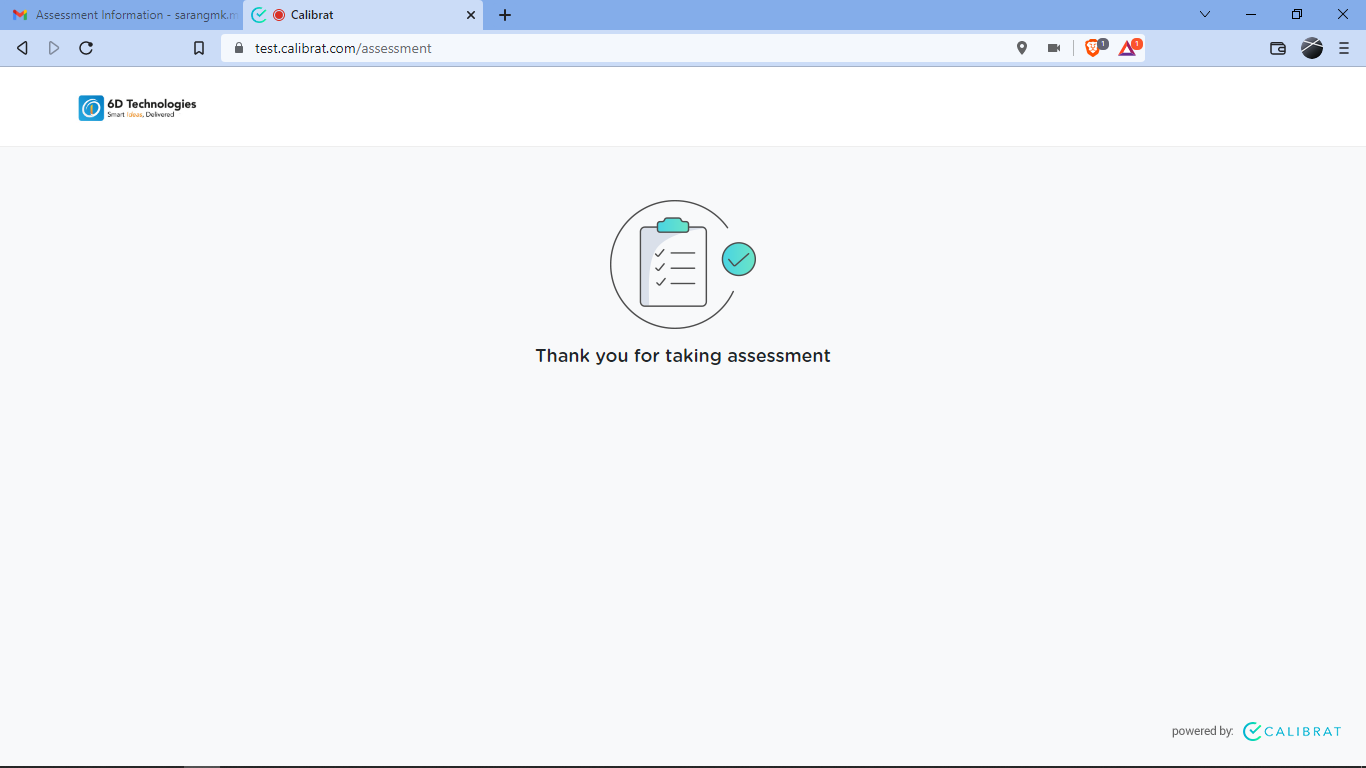 Assessment Information - sarangmk.m
Calibrat
test.calibrat.com/assessment
1
1
6D Technologies
Smart Ideas, Delivered
Thank you for taking assessment
powered by: CALIBRAT